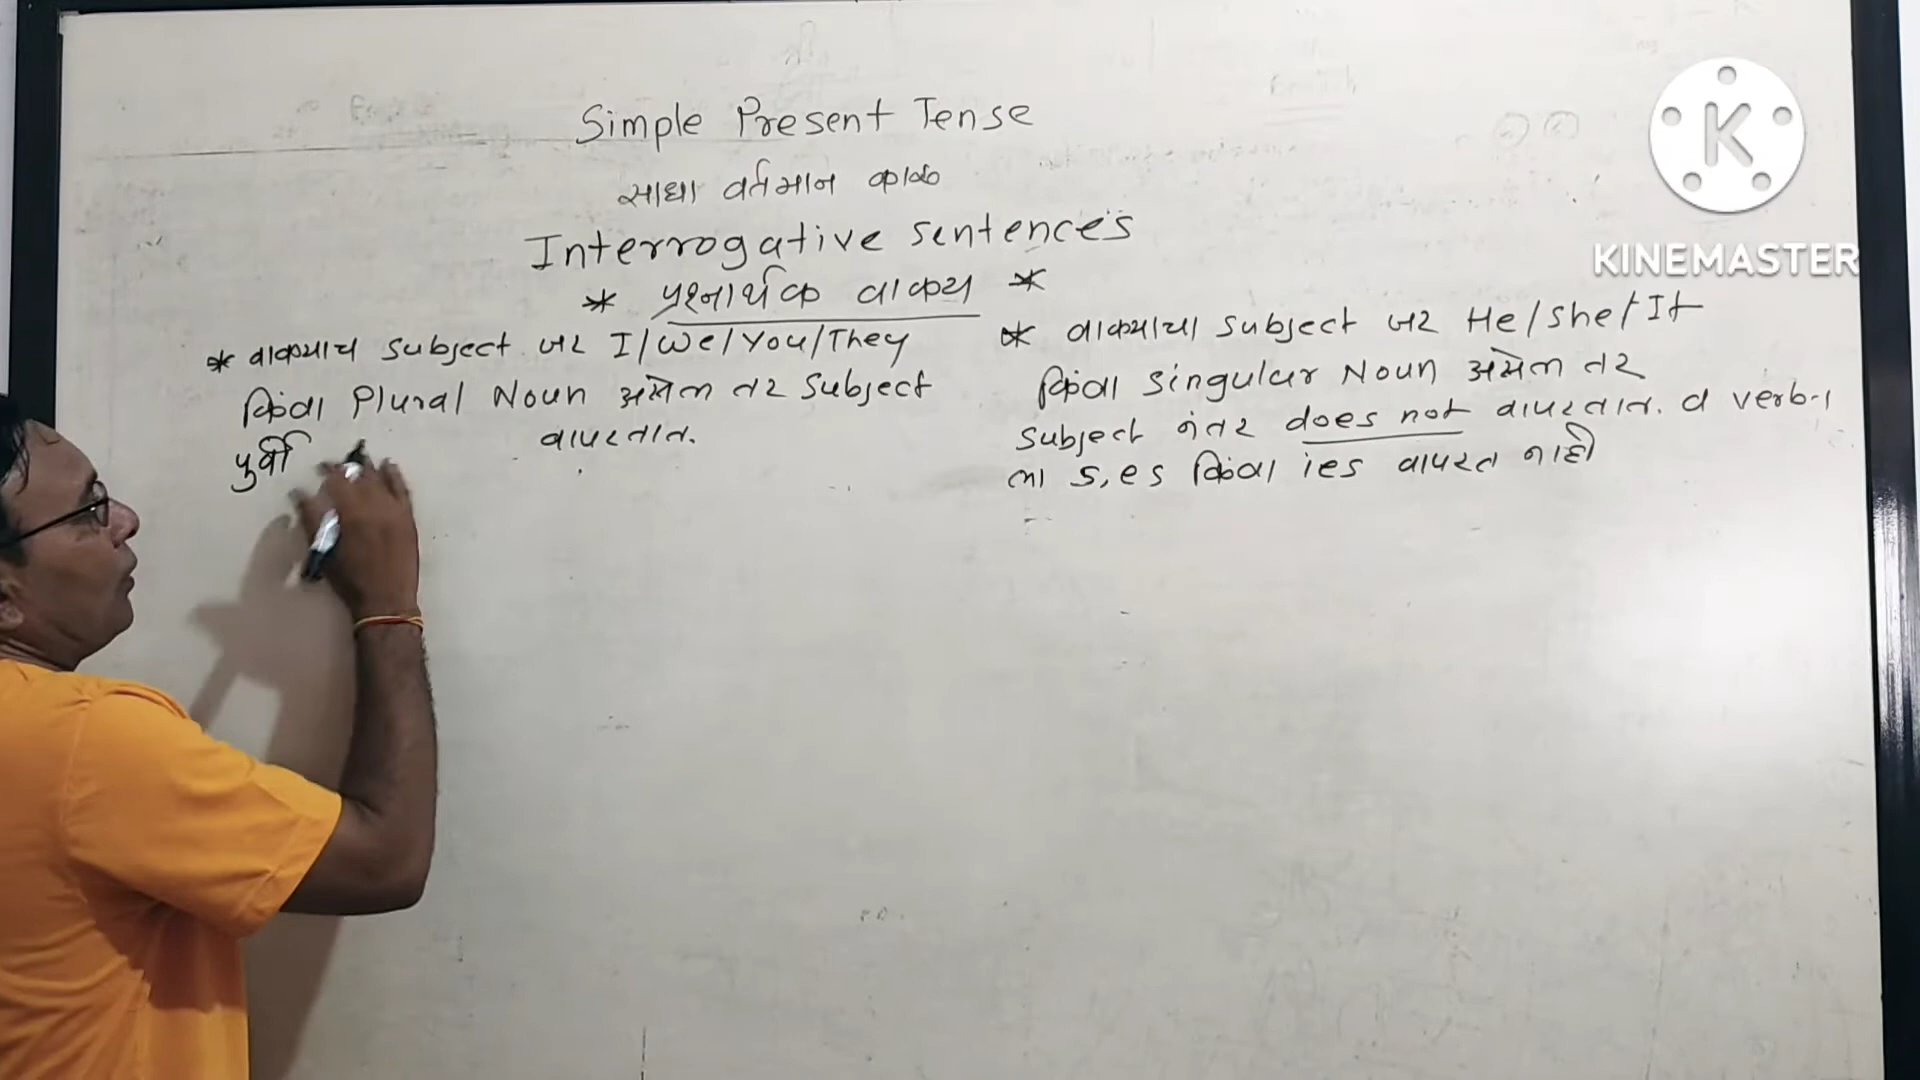 Simple Present Tense
साधा वर्तमान काळ
Interrogative sentences
* प्रश्नार्थक वाक्य *
* वाक्याच subject जर I/We/You/They
किंवा Plural Noun असेल तर Subject
पुर्वी वापरतात.
* वाक्याचा subject जर He/She/It
किंवा singular Noun असेल तर
subject नंतर does not वापरतात. व verb-1
ला s, es किंवा ies वापरत नाही
K
KINEMASTER